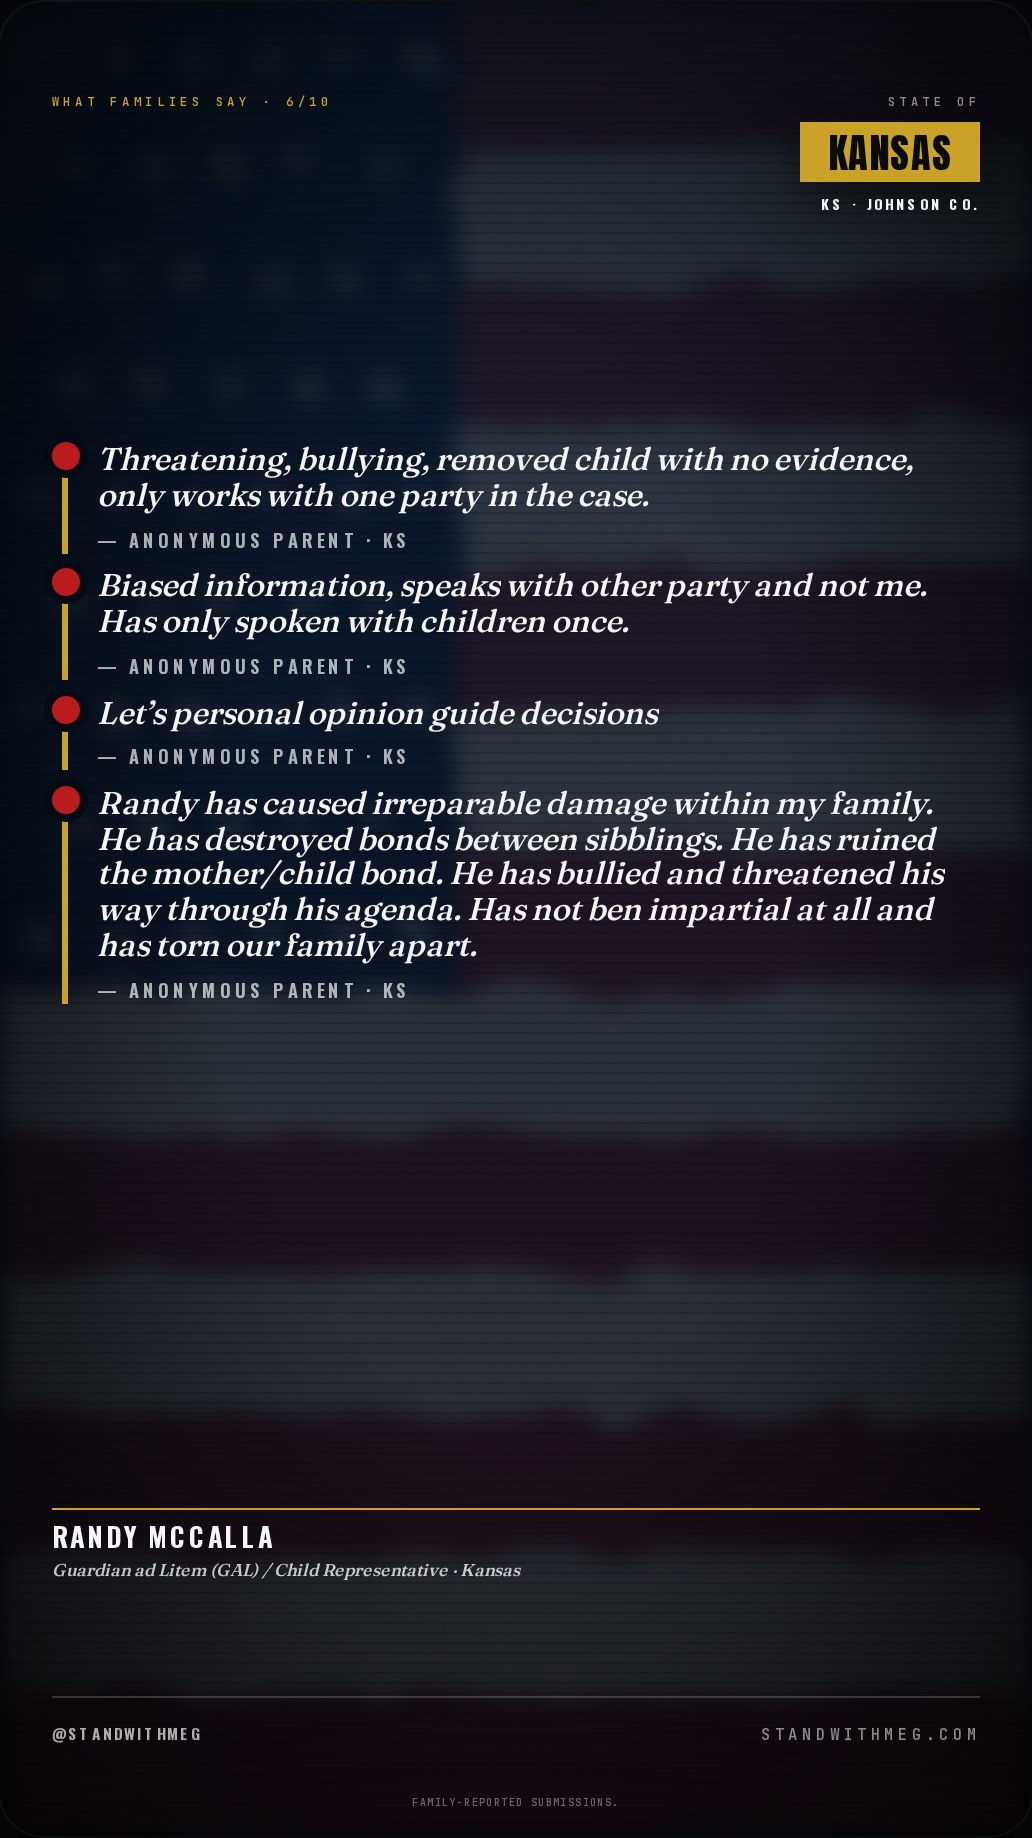 WHAT FAMILIES SAY · 6/10
STATE OF
KANSAS
KS · JOHNSON CO.
Threatening, bullying, removed child with no evidence,
only works with one party in the case.
— ANONYMOUS PARENT · KS
Biased information, speaks with other party and not me.
Has only spoken with children once.
— ANONYMOUS PARENT · KS
Let’s personal opinion guide decisions
— ANONYMOUS PARENT · KS
Randy has caused irreparable damage within my family.
He has destroyed bonds between sibblings. He has ruined
the mother/child bond. He has bullied and threatened his
way through his agenda. Has not ben impartial at all and
has torn our family apart.
— ANONYMOUS PARENT · KS
RANDY MCCALLA
Guardian ad Litem (GAL) / Child Representative · Kansas
@STANDWITHMEG
STANDWITHMEG.COM
FAMILY-REPORTED SUBMISSIONS.